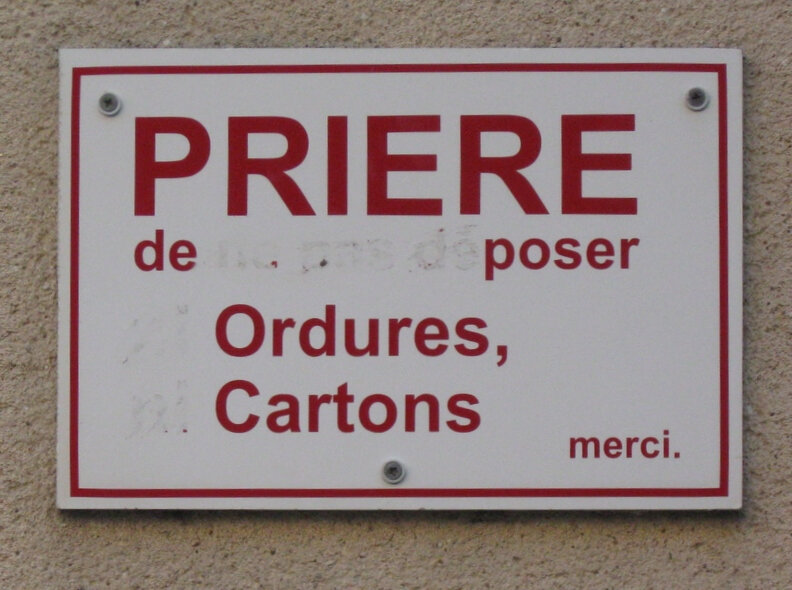 PRIERE
de poser
Ordures,
Cartons
merci.